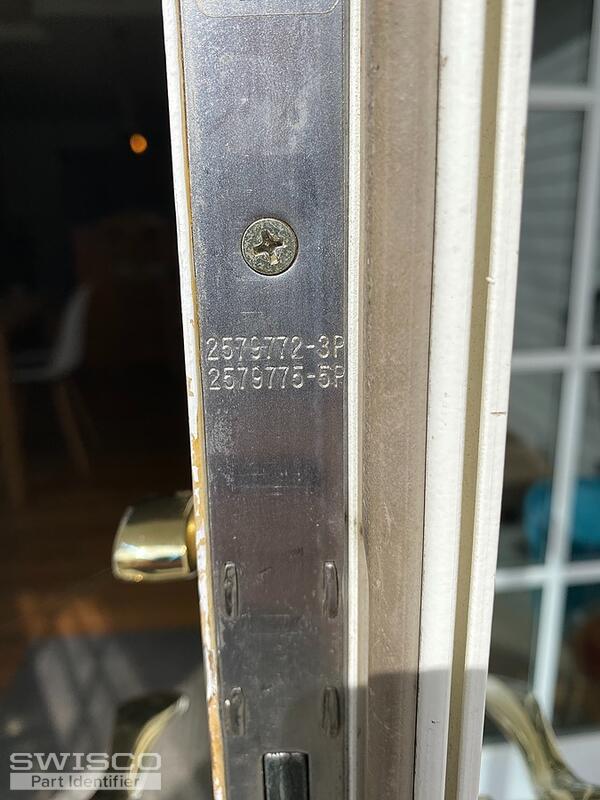 2579772-3P
2579775-5P
SWISCO
Part Identifier